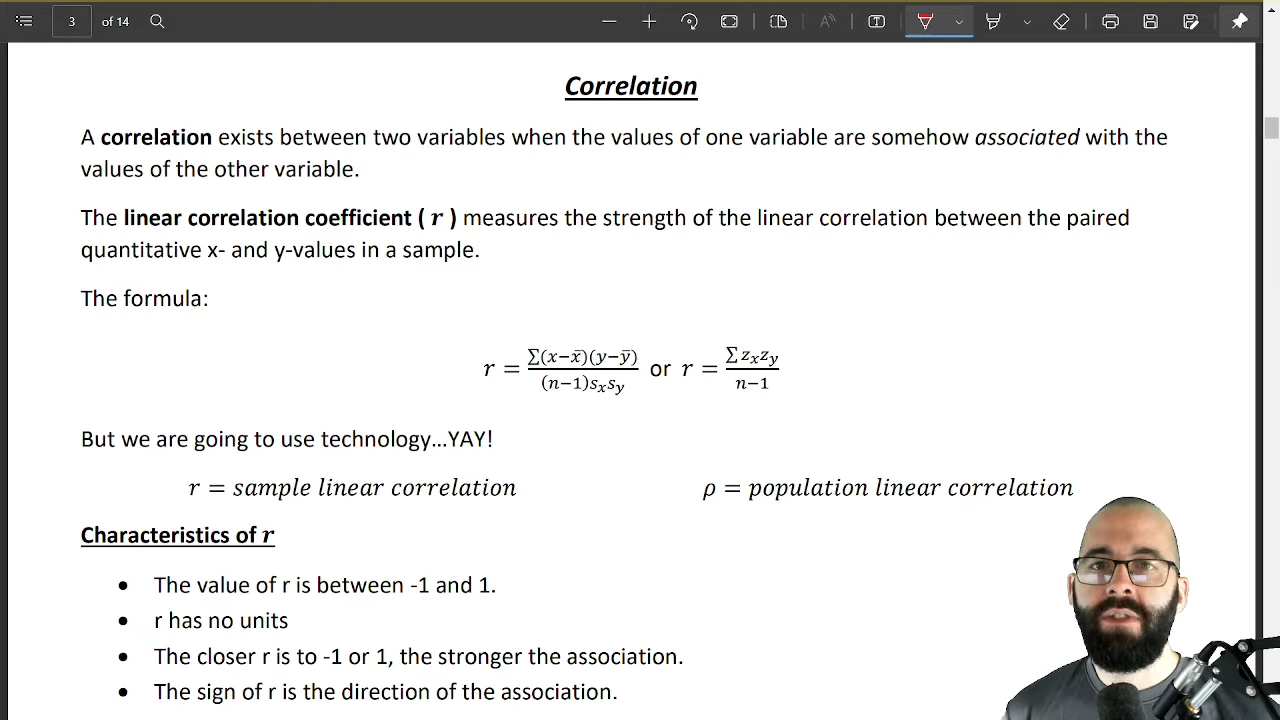 3 of 14
Correlation
A correlation exists between two variables when the values of one variable are somehow associated with the
values of the other variable.
The linear correlation coefficient ( r ) measures the strength of the linear correlation between the paired
quantitative x- and y-values in a sample.
The formula:
r = ∑(x−x̄)(y−ȳ) / (n−1)sₓsᵧ or r = ∑zₓzᵧ / n−1
But we are going to use technology…YAY!
r = sample linear correlation ρ = population linear correlation
Characteristics of r
• The value of r is between -1 and 1.
• r has no units
• The closer r is to -1 or 1, the stronger the association.
• The sign of r is the direction of the association.